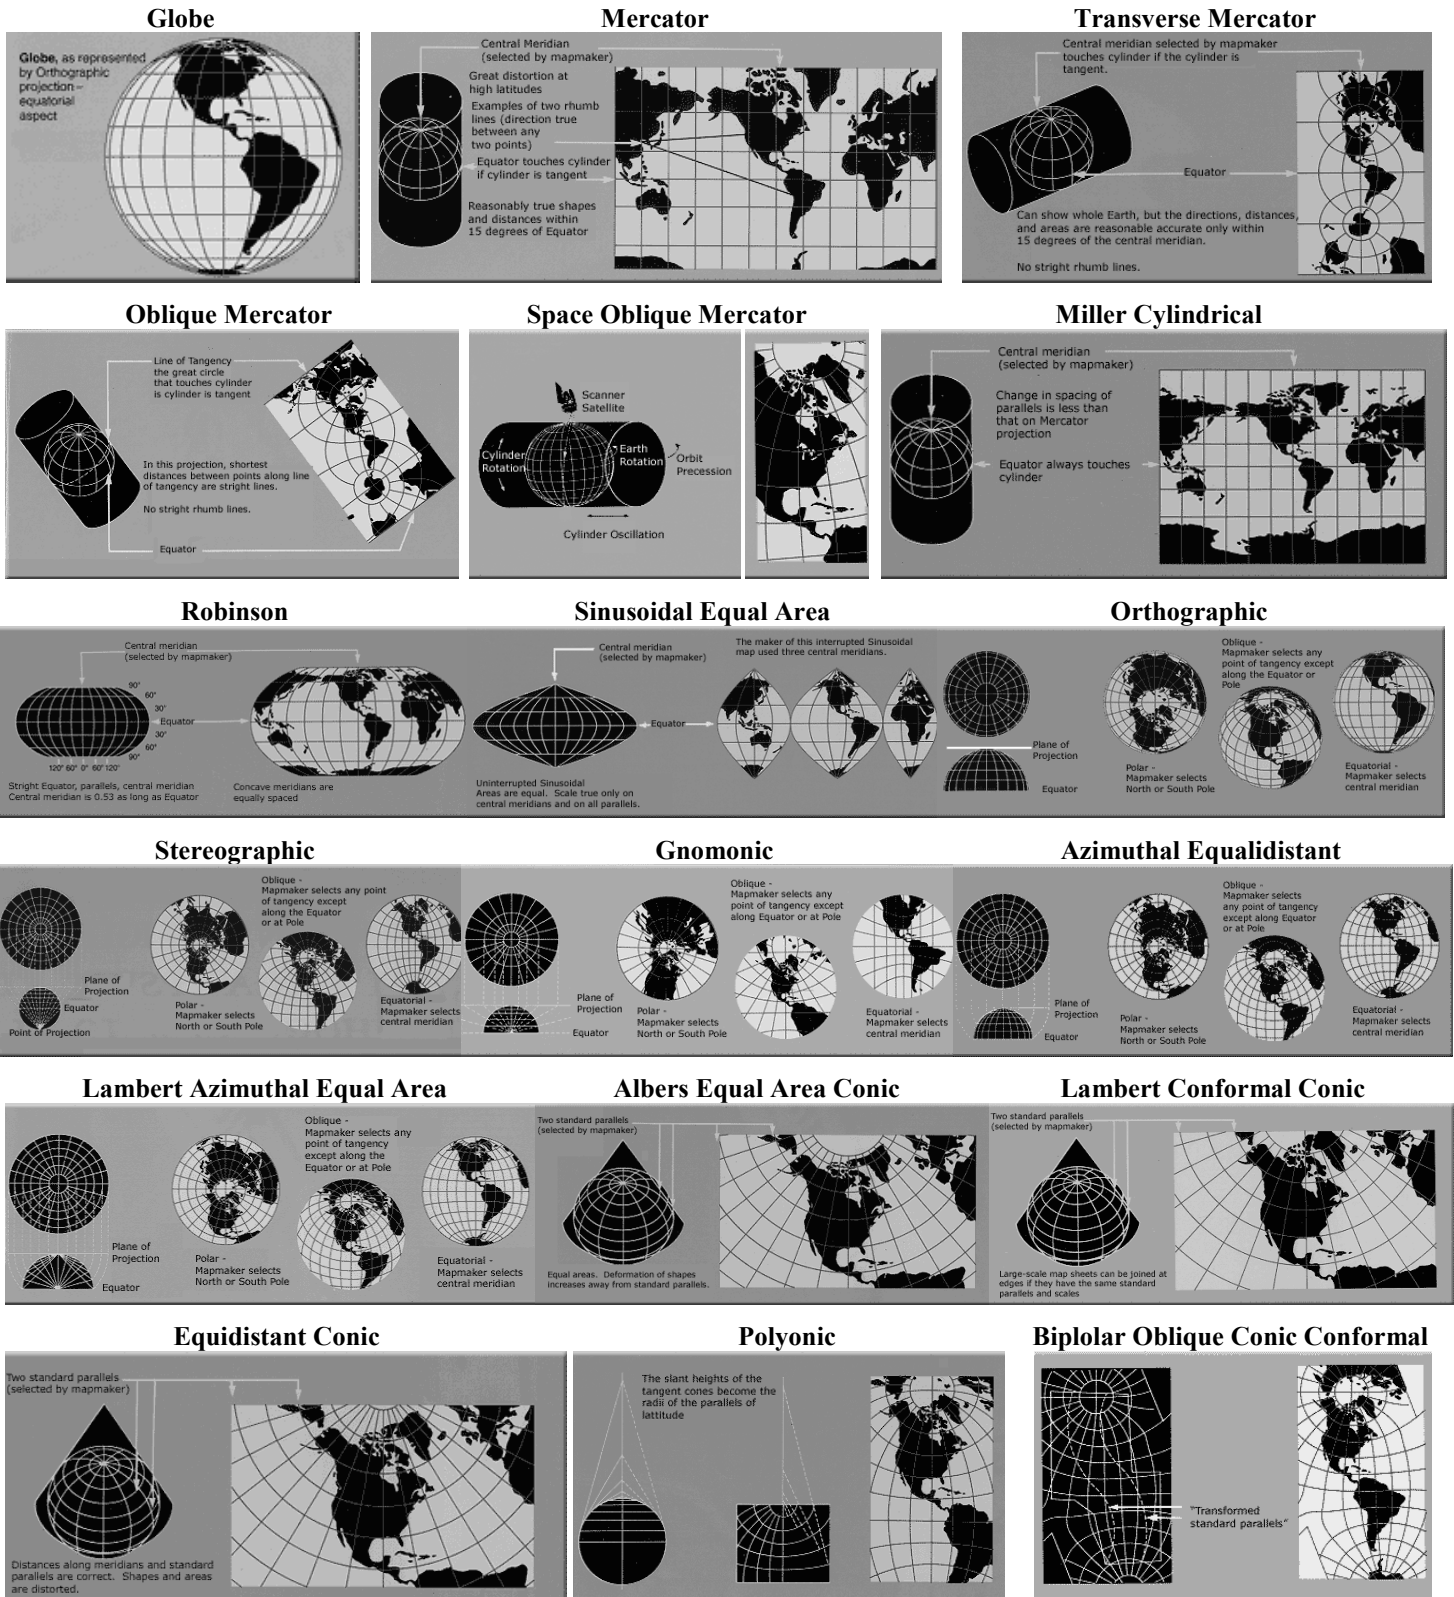 Globe
Globe, as represented
by Orthographic
projection –
equatorial
aspect
Mercator
Central Meridian
(selected by mapmaker)
Great distortion at
high latitudes
Examples of two rhumb
lines (direction true
between any
two points)
Equator touches cylinder
if cylinder is tangent
Reasonably true shapes
and distances within
15 degrees of Equator
Transverse Mercator
Central meridian selected by mapmaker
touches cylinder if the cylinder is
tangent.
Equator
Can show whole Earth, but the directions, distances,
and areas are reasonable accurate only within
15 degrees of the central meridian.
No stright rhumb lines.
Oblique Mercator
Line of Tangency
the great circle
that touches cylinder
is cylinder is tangent
In this projection, shortest
distances between points along line
of tangency are stright lines.
No stright rhumb lines.
Equator
Space Oblique Mercator
Scanner
Satellite
Cylinder
Rotation
Earth
Rotation
Orbit
Precession
Cylinder Oscillation
Miller Cylindrical
Central meridian
(selected by mapmaker)
Change in spacing of
parallels is less than
that on Mercator
projection
Equator always touches
cylinder
Robinson
Central meridian
(selected by mapmaker)
90°
60°
30°
Equator
30°
60°
90°
120° 60° 0° 60° 120°
Stright Equator, parallels, central meridian
Central meridian is 0.53 as long as Equator
Concave meridians are
equally spaced
Sinusoidal Equal Area
Central meridian
(selected by mapmaker)
The maker of this interrupted Sinusoidal
map used three central meridians.
Equator
Uninterrupted Sinusoidal
Areas are equal. Scale true only on
central meridians and on all parallels.
Orthographic
Oblique -
Mapmaker selects any
point of tangency except
along the Equator or
Pole
Plane of
Projection
Equator
Polar -
Mapmaker selects
North or South Pole
Equatorial -
Mapmaker selects
central meridian
Stereographic
Oblique -
Mapmaker selects any point
of tangency except
along the Equator
or at Pole
Plane of
Projection
Equator
Point of Projection
Polar -
Mapmaker selects
North or South Pole
Equatorial -
Mapmaker selects
central meridian
Gnomonic
Oblique -
Mapmaker selects any
point of tangency except
along Equator or at Pole
Plane of
Projection
Equator
Polar -
Mapmaker selects
North or South Pole
Equatorial -
Mapmaker selects
central meridian
Azimuthal Equalidistant
Oblique -
Mapmaker selects
any point of tangency
except along Equator
or at Pole
Plane of
Projection
Equator
Polar -
Mapmaker selects
North or South Pole
Equatorial -
Mapmaker selects
central meridian
Lambert Azimuthal Equal Area
Oblique -
Mapmaker selects any
point of tangency
except along the
Equator or at Pole
Plane of
Projection
Equator
Polar -
Mapmaker selects
North or South Pole
Equatorial -
Mapmaker selects
central meridian
Albers Equal Area Conic
Two standard parallels
(selected by mapmaker)
Equal areas. Deformation of shapes
increases away from standard parallels.
Lambert Conformal Conic
Two standard parallels
(selected by mapmaker)
Large-scale map sheets can be joined at
edges if they have the same standard
parallels and scales
Equidistant Conic
Two standard parallels
(selected by mapmaker)
Distances along meridians and standard
parallels are correct. Shapes and areas
are distorted.
Polyonic
The slant heights of the
tangent cones become the
radii of the parallels of
lattitude
Biplolar Oblique Conic Conformal
"Transformed
standard parallels"